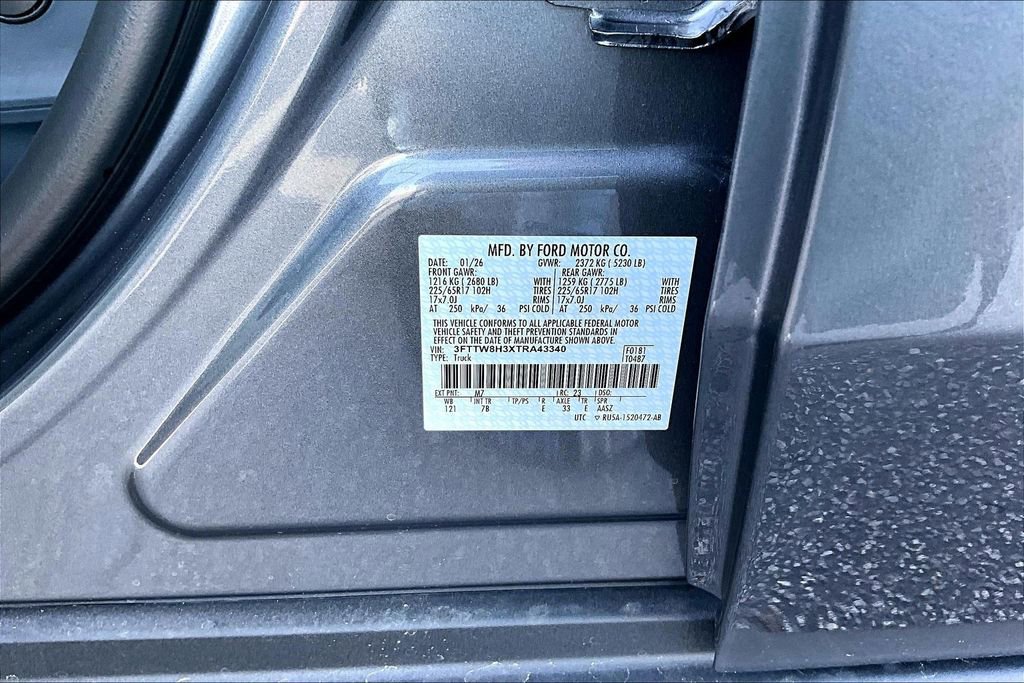 MFD. BY FORD MOTOR CO.
DATE: 01/26 GVWR: 2372 KG ( 5230 LB)
FRONT GAWR: REAR GAWR:
1216 KG ( 2680 LB) WITH 1259 KG ( 2775 LB) WITH
225/65R17 102H TIRES 225/65R17 102H TIRES
17x7.0J RIMS 17x7.0J RIMS
AT 250 kPa/ 36 PSI COLD AT 250 kPa/ 36 PSI COLD
THIS VEHICLE CONFORMS TO ALL APPLICABLE FEDERAL MOTOR
VEHICLE SAFETY AND THEFT PREVENTION STANDARDS IN
EFFECT ON THE DATE OF MANUFACTURE SHOWN ABOVE.
VIN: 3FTTW8H3XTRA43340 F0181
TYPE: Truck T0487
EXT PNT: M7 RC: 23 DSO:
WB INT TR TP/PS R AXLE TR SPR
121 7B E 33 E AASZ
UTC ▽ RU5A-1520472-AB